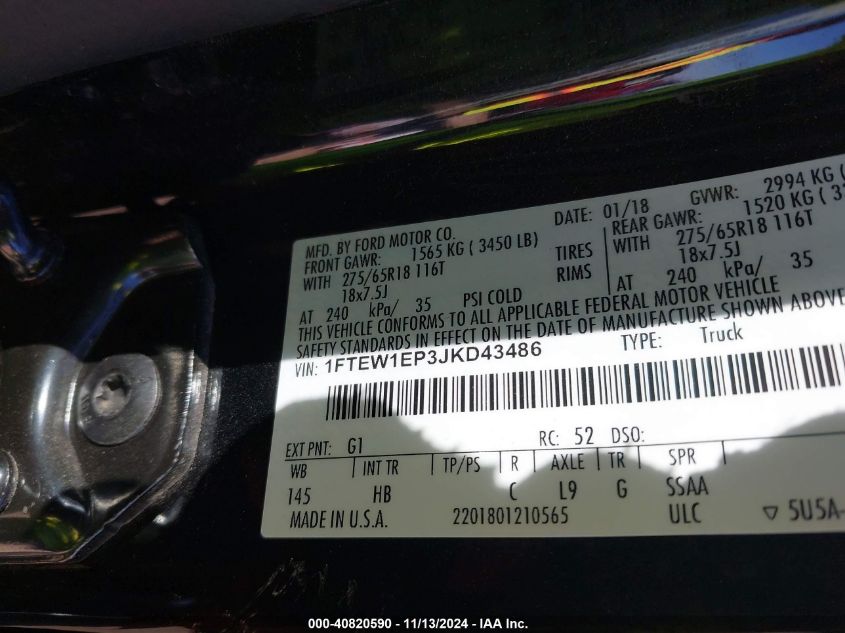 MFD. BY FORD MOTOR CO.
DATE: 01/18 GVWR: 2994 KG (
FRONT GAWR: 1565 KG ( 3450 LB) REAR GAWR: 1520 KG ( 3
WITH 275/65R18 116T TIRES WITH 275/65R18 116T
18x7.5J RIMS 18x7.5J
AT 240 kPa/ 35 PSI COLD AT 240 kPa/ 35
THIS VEHICLE CONFORMS TO ALL APPLICABLE FEDERAL MOTOR VEHICLE
SAFETY STANDARDS IN EFFECT ON THE DATE OF MANUFACTURE SHOWN ABOVE
VIN: 1FTEW1EP3JKD43486 TYPE: Truck
EXT PNT: G1 RC: 52 DSO:
WB INT TR TP/PS R AXLE TR SPR
145 HB C L9 G SSAA
MADE IN U.S.A. 2201801210565 ULC ▽ 5U5A-
000-40820590 - 11/13/2024 - IAA Inc.